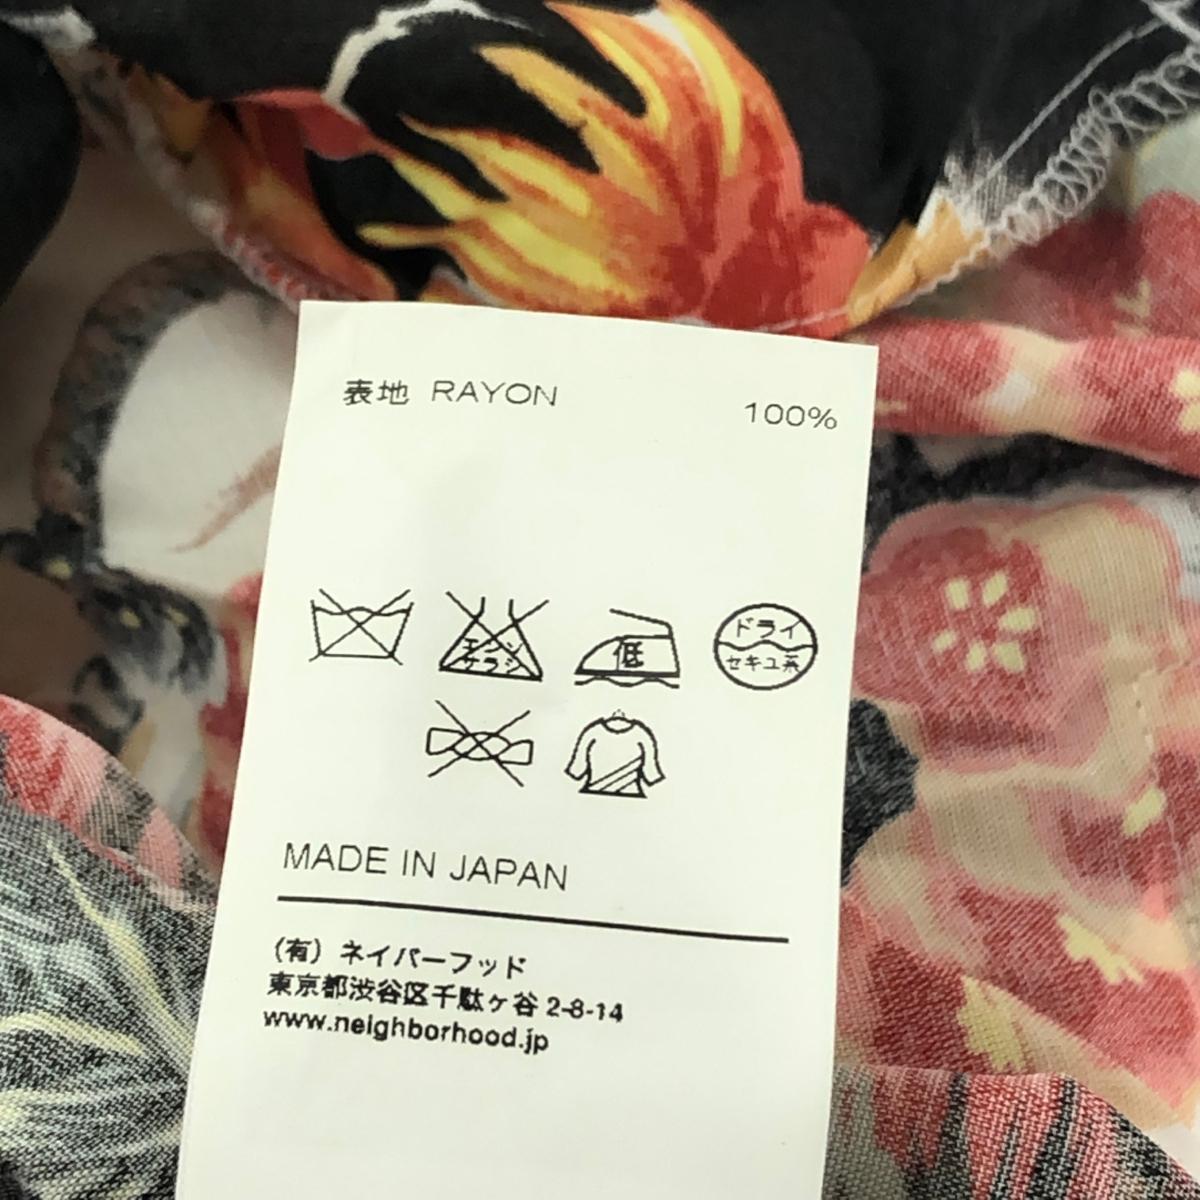 表地 RAYON 100%
エンソ
サラシ
低
ドライ
セキユ系
MADE IN JAPAN
(有) ネイバーフッド
東京都渋谷区千駄ヶ谷 2-8-14
www.neighborhood.jp